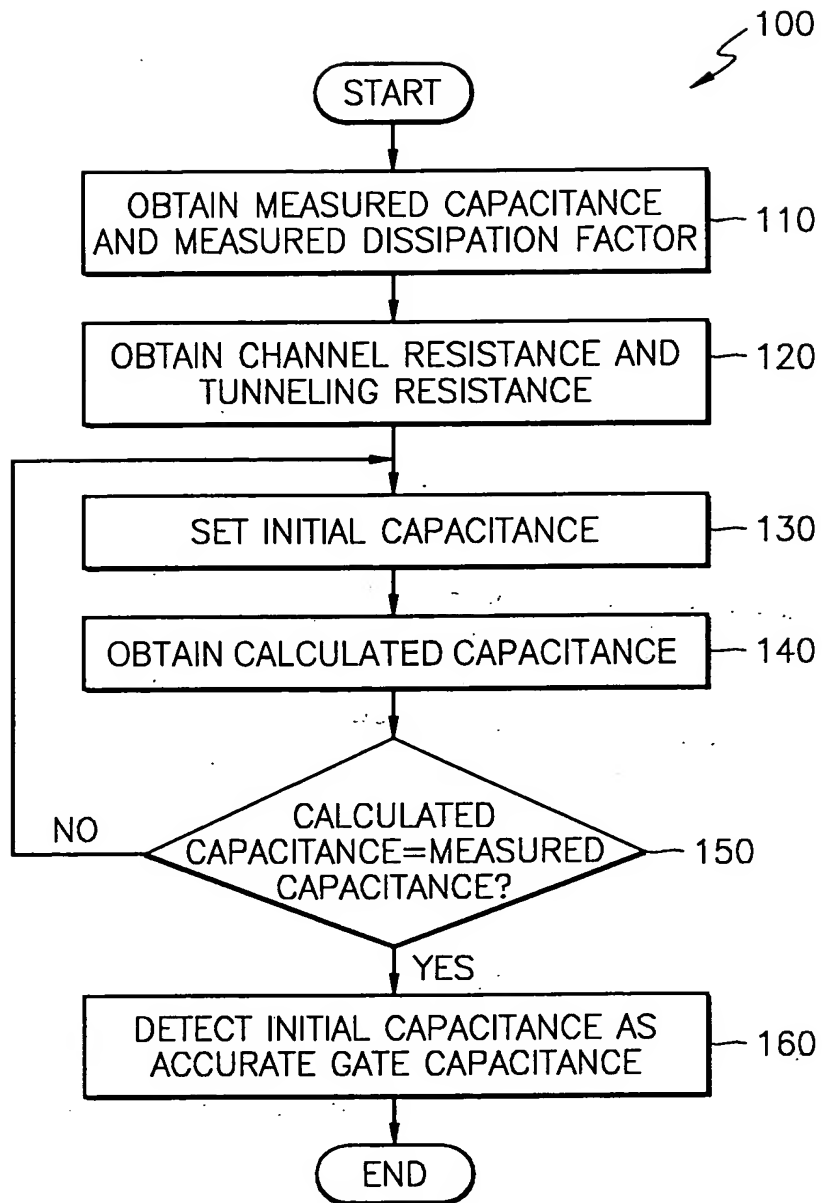 100
START
OBTAIN MEASURED CAPACITANCE
AND MEASURED DISSIPATION FACTOR
110
OBTAIN CHANNEL RESISTANCE AND
TUNNELING RESISTANCE
120
SET INITIAL CAPACITANCE
130
OBTAIN CALCULATED CAPACITANCE
140
CALCULATED
CAPACITANCE=MEASURED
CAPACITANCE?
150
NO
YES
DETECT INITIAL CAPACITANCE AS
ACCURATE GATE CAPACITANCE
160
END